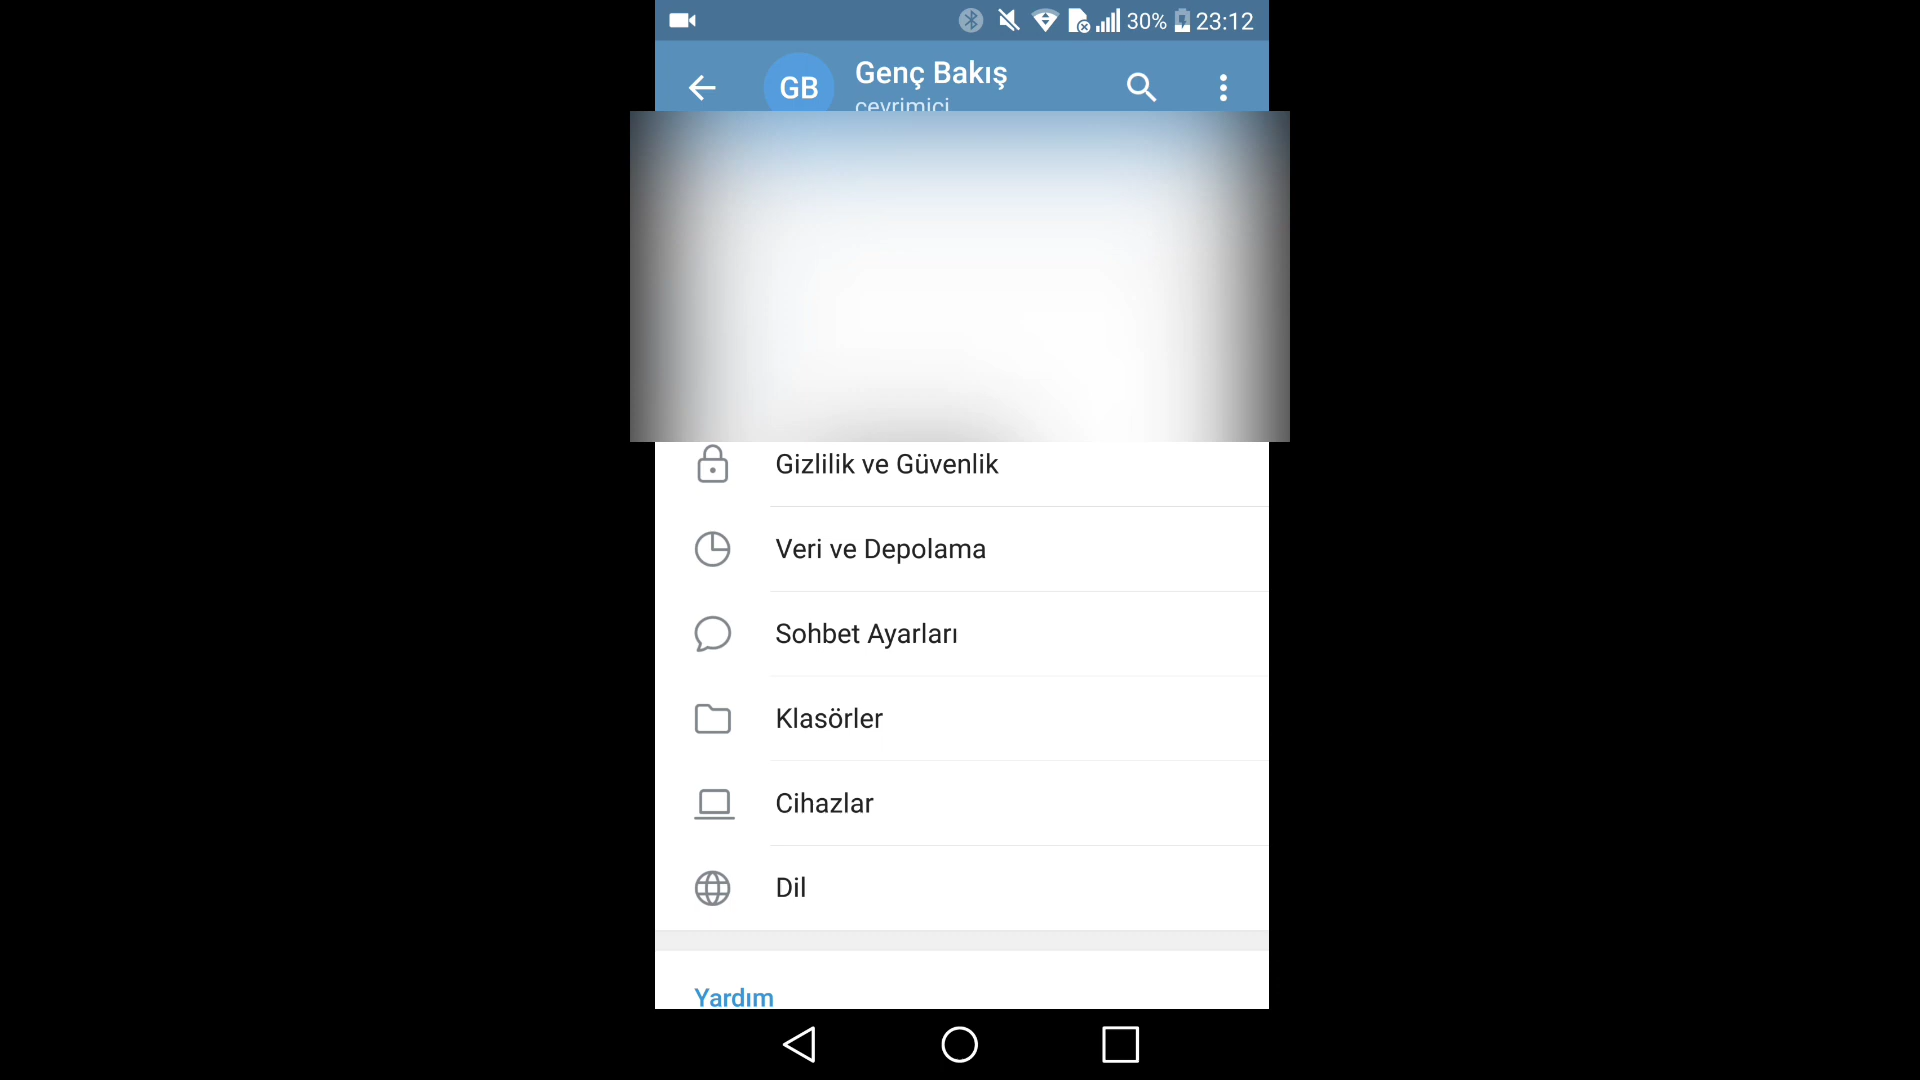 30% 23:12
GB
Genç Bakış
Gizlilik ve Güvenlik
Veri ve Depolama
Sohbet Ayarları
Klasörler
Cihazlar
Dil
Yardım